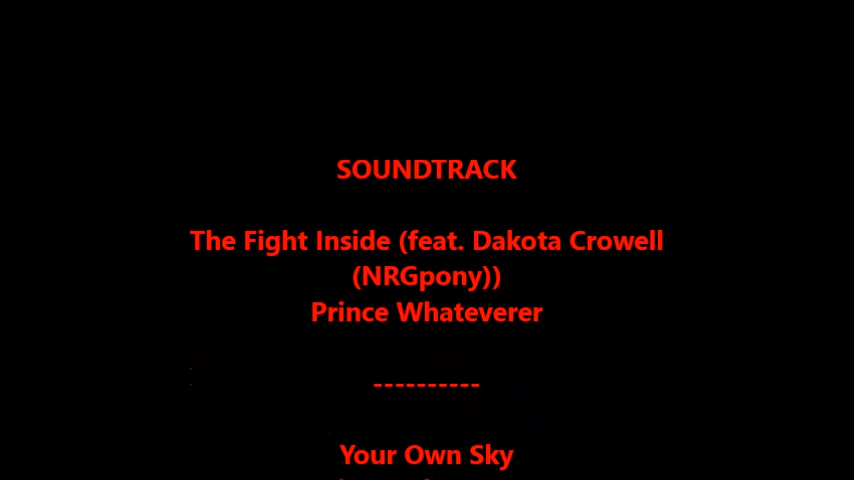 SOUNDTRACK
The Fight Inside (feat. Dakota Crowell
(NRGpony))
Prince Whateverer
----------
Your Own Sky